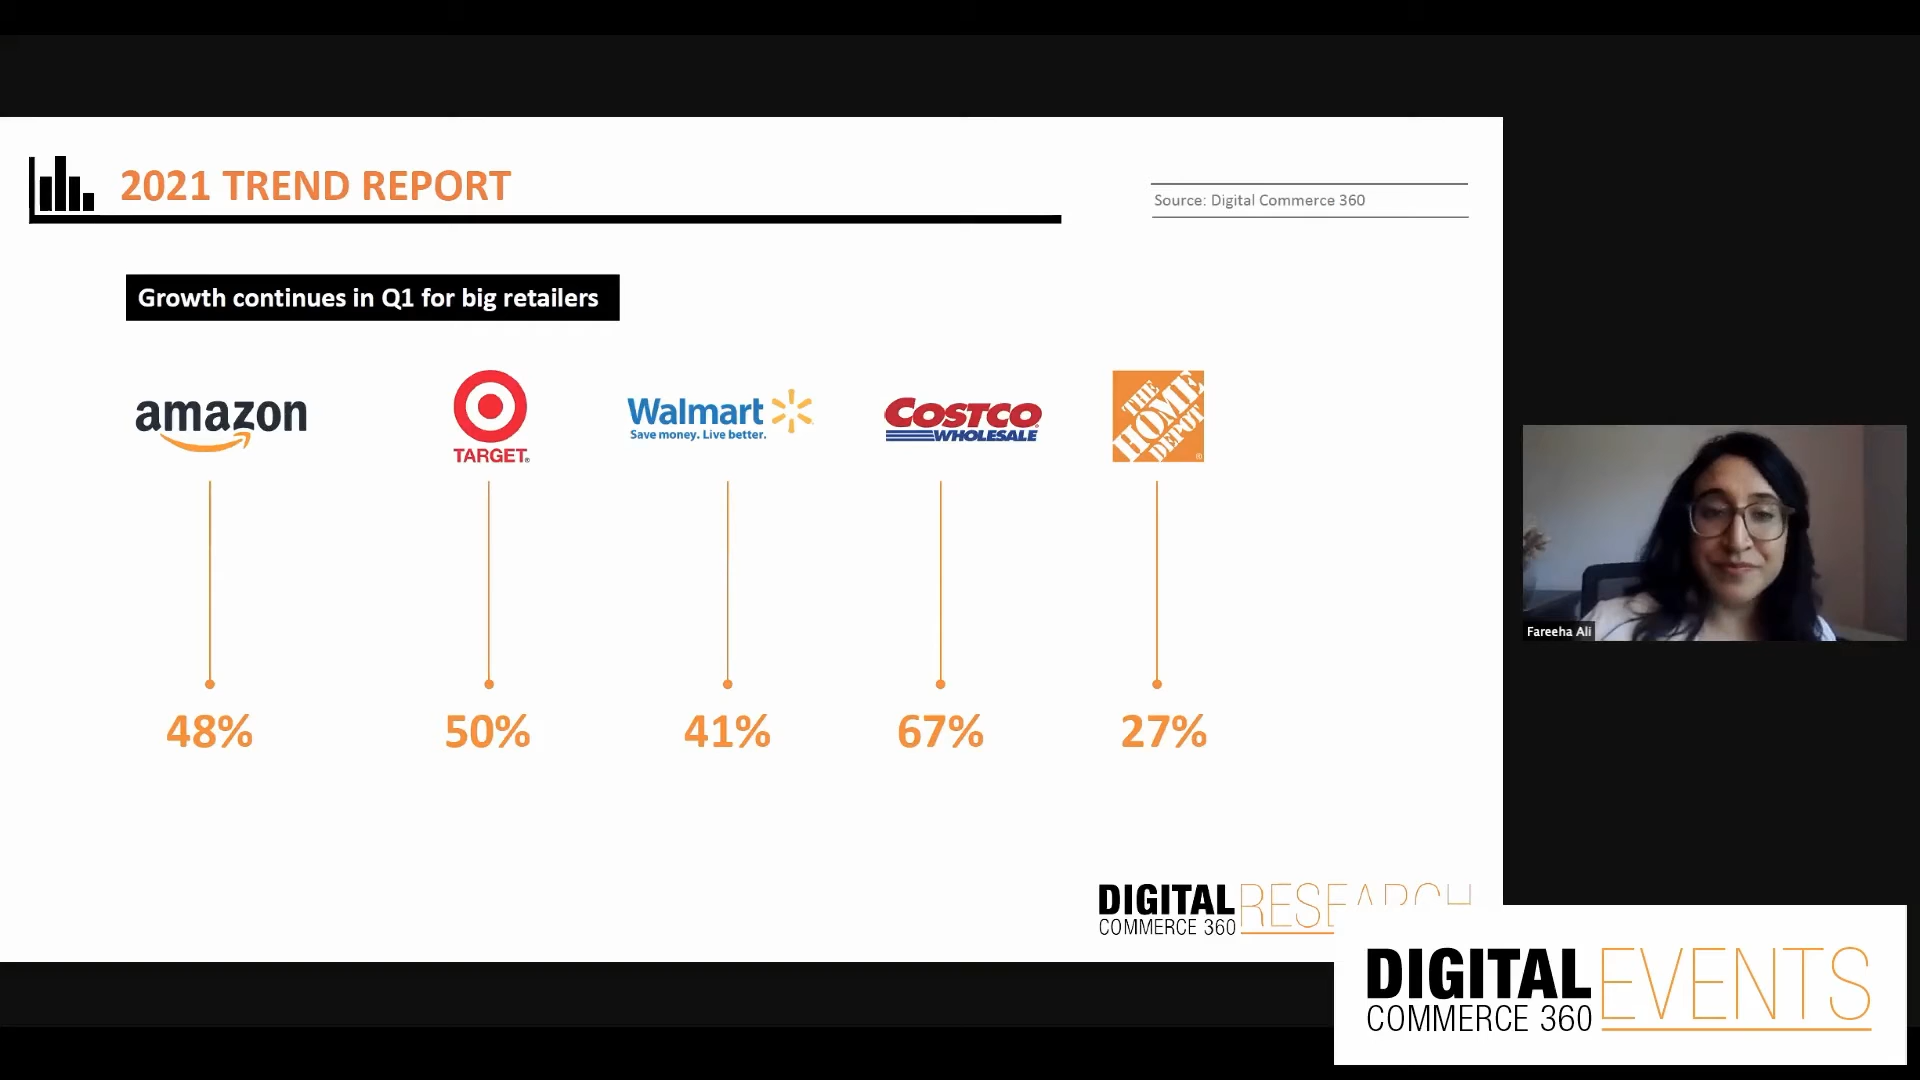 2021 TREND REPORT
Source: Digital Commerce 360
Growth continues in Q1 for big retailers
amazon
TARGET.
Walmart
Save money. Live better.
COSTCO
WHOLESALE
THE
HOME
DEPOT
48%
50%
41%
67%
27%
Fareeha Ali
DIGITAL RESEARCH
COMMERCE 360
DIGITAL EVENTS
COMMERCE 360